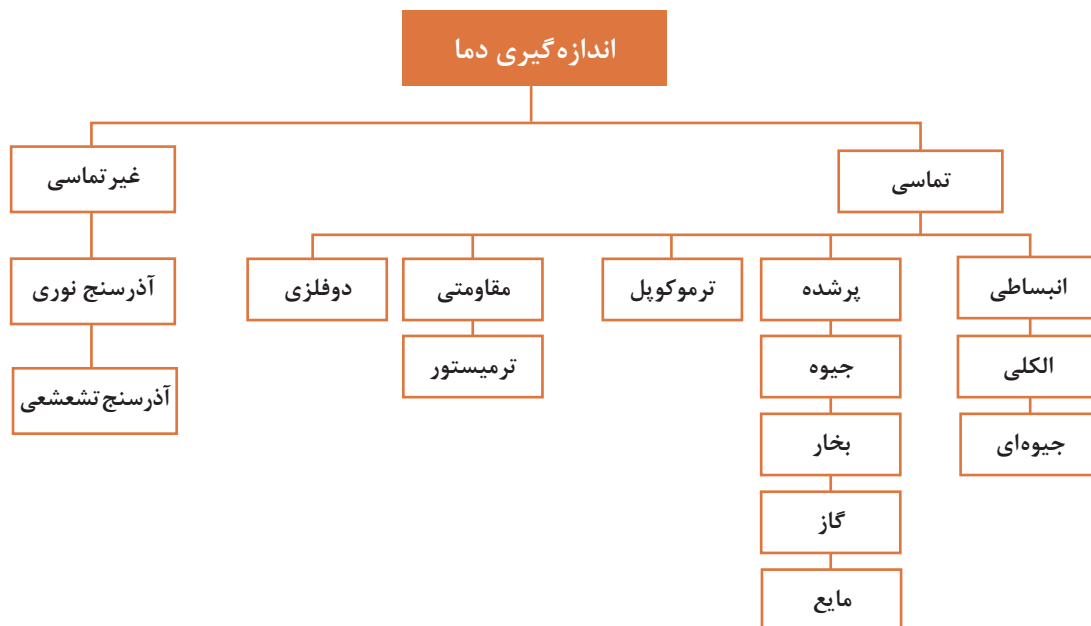 اندازه‌گیری دما
تماسی
غیرتماسی
انبساطی
پرشده
ترموکوپل
مقاومتی
دوفلزی
آذرسنج نوری
الکلی
جیوه
ترمیستور
آذرسنج تشعشعی
جیوه‌ای
بخار
گاز
مایع